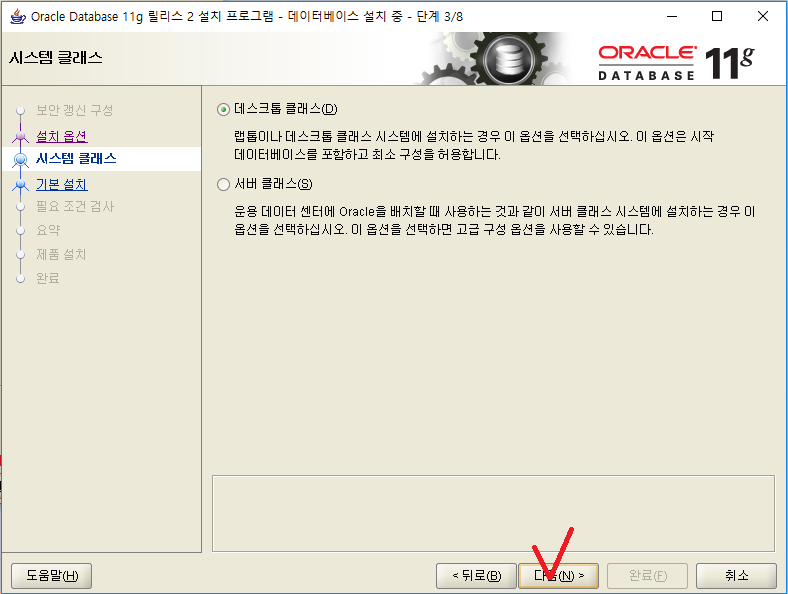 Oracle Database 11g 릴리스 2 설치 프로그램 - 데이터베이스 설치 중 - 단계 3/8
시스템 클래스
ORACLE
DATABASE 11g
보안 갱신 구성
설치 옵션
시스템 클래스
기본 설치
필요 조건 검사
요약
제품 설치
완료
데스크톱 클래스(D)
랩톱이나 데스크톱 클래스 시스템에 설치하는 경우 이 옵션을 선택하십시오. 이 옵션은 시작
데이터베이스를 포함하고 최소 구성을 허용합니다.
서버 클래스(S)
운용 데이터 센터에 Oracle을 배치할 때 사용하는 것과 같이 서버 클래스 시스템에 설치하는 경우 이
옵션을 선택하십시오. 이 옵션을 선택하면 고급 구성 옵션을 사용할 수 있습니다.
도움말(H)
< 뒤로(B)
다음(N) >
완료(F)
취소